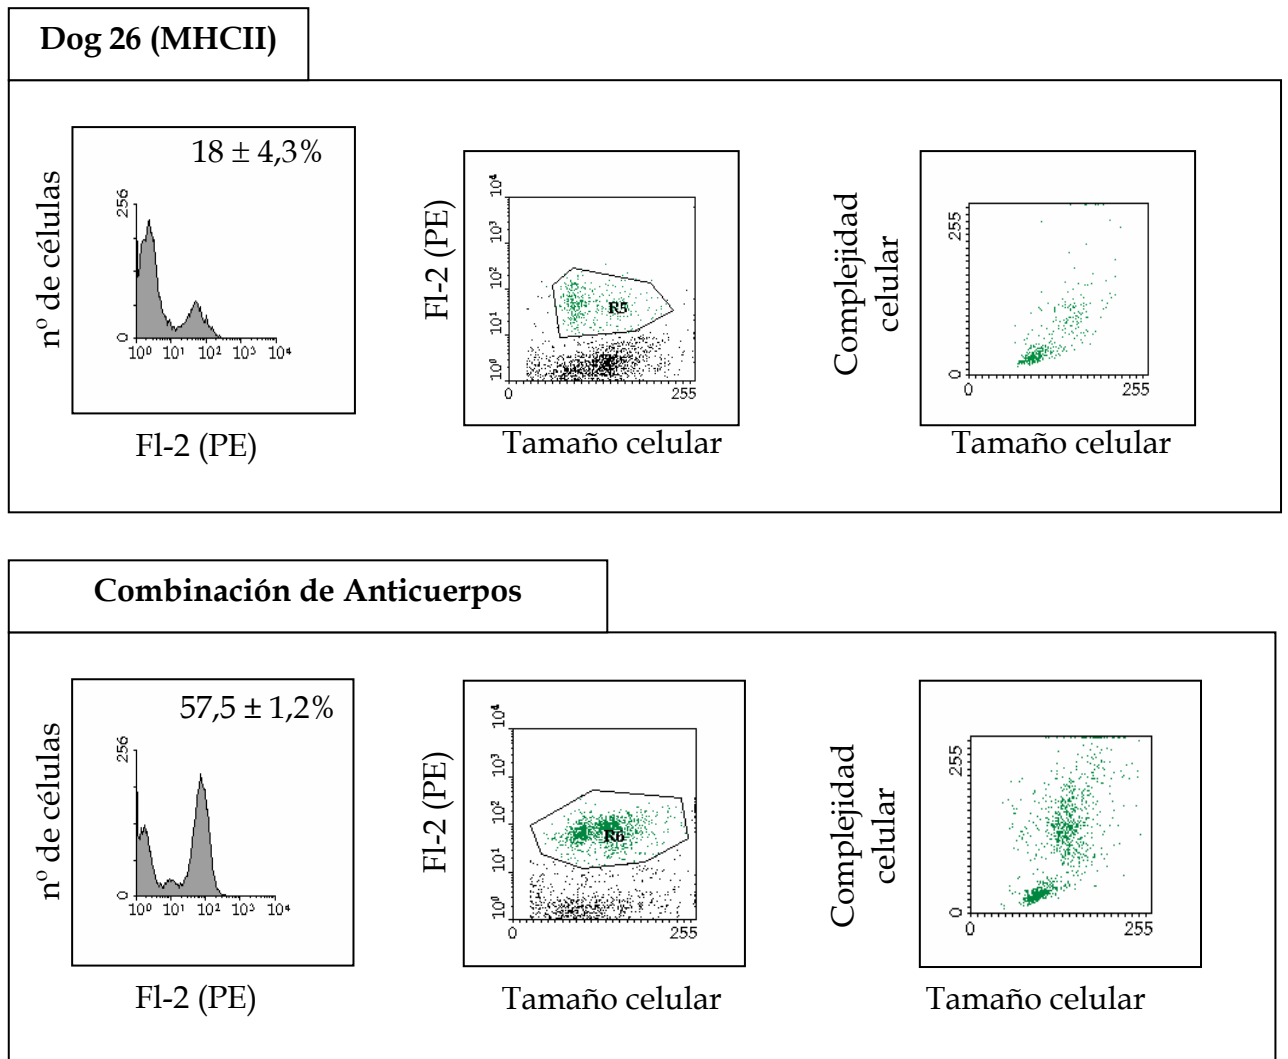 Dog 26 (MHCII)
18 ± 4,3%
nº de células
256
0
10⁰ 10¹ 10² 10³ 10⁴
Fl-2 (PE)
Fl-2 (PE)
10⁴
10³
10²
10¹
10⁰
R5
0 255
Tamaño celular
Complejidad
celular
255
0
0 255
Tamaño celular
Combinación de Anticuerpos
57,5 ± 1,2%
nº de células
256
0
10⁰ 10¹ 10² 10³ 10⁴
Fl-2 (PE)
Fl-2 (PE)
10⁴
10³
10²
10¹
10⁰
R6
0 255
Tamaño celular
Complejidad
celular
255
0
0 255
Tamaño celular